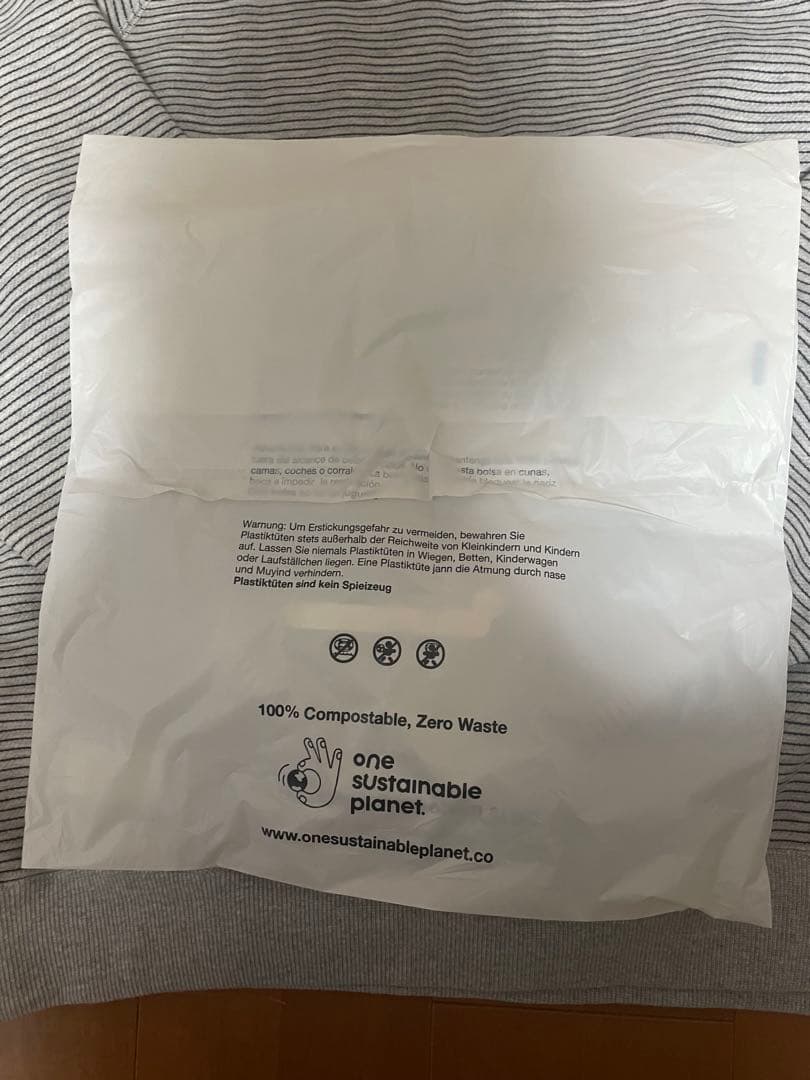 camas, coches o corral
sta bolsa en cunas,
Warnung: Um Erstickungsgefahr zu vermeiden, bewahren Sie
Plastiktüten stets außerhalb der Reichweite von Kleinkindern und Kindern
auf. Lassen Sie niemals Plastiktüten in Wiegen, Betten, Kinderwagen
oder Laufställchen liegen. Eine Plastiktüte jann die Atmung durch nase
und Muyind verhindern.
Plastiktüten sind kein Spieizeug
100% Compostable, Zero Waste
one
sustainable
planet.
www.onesustainableplanet.co